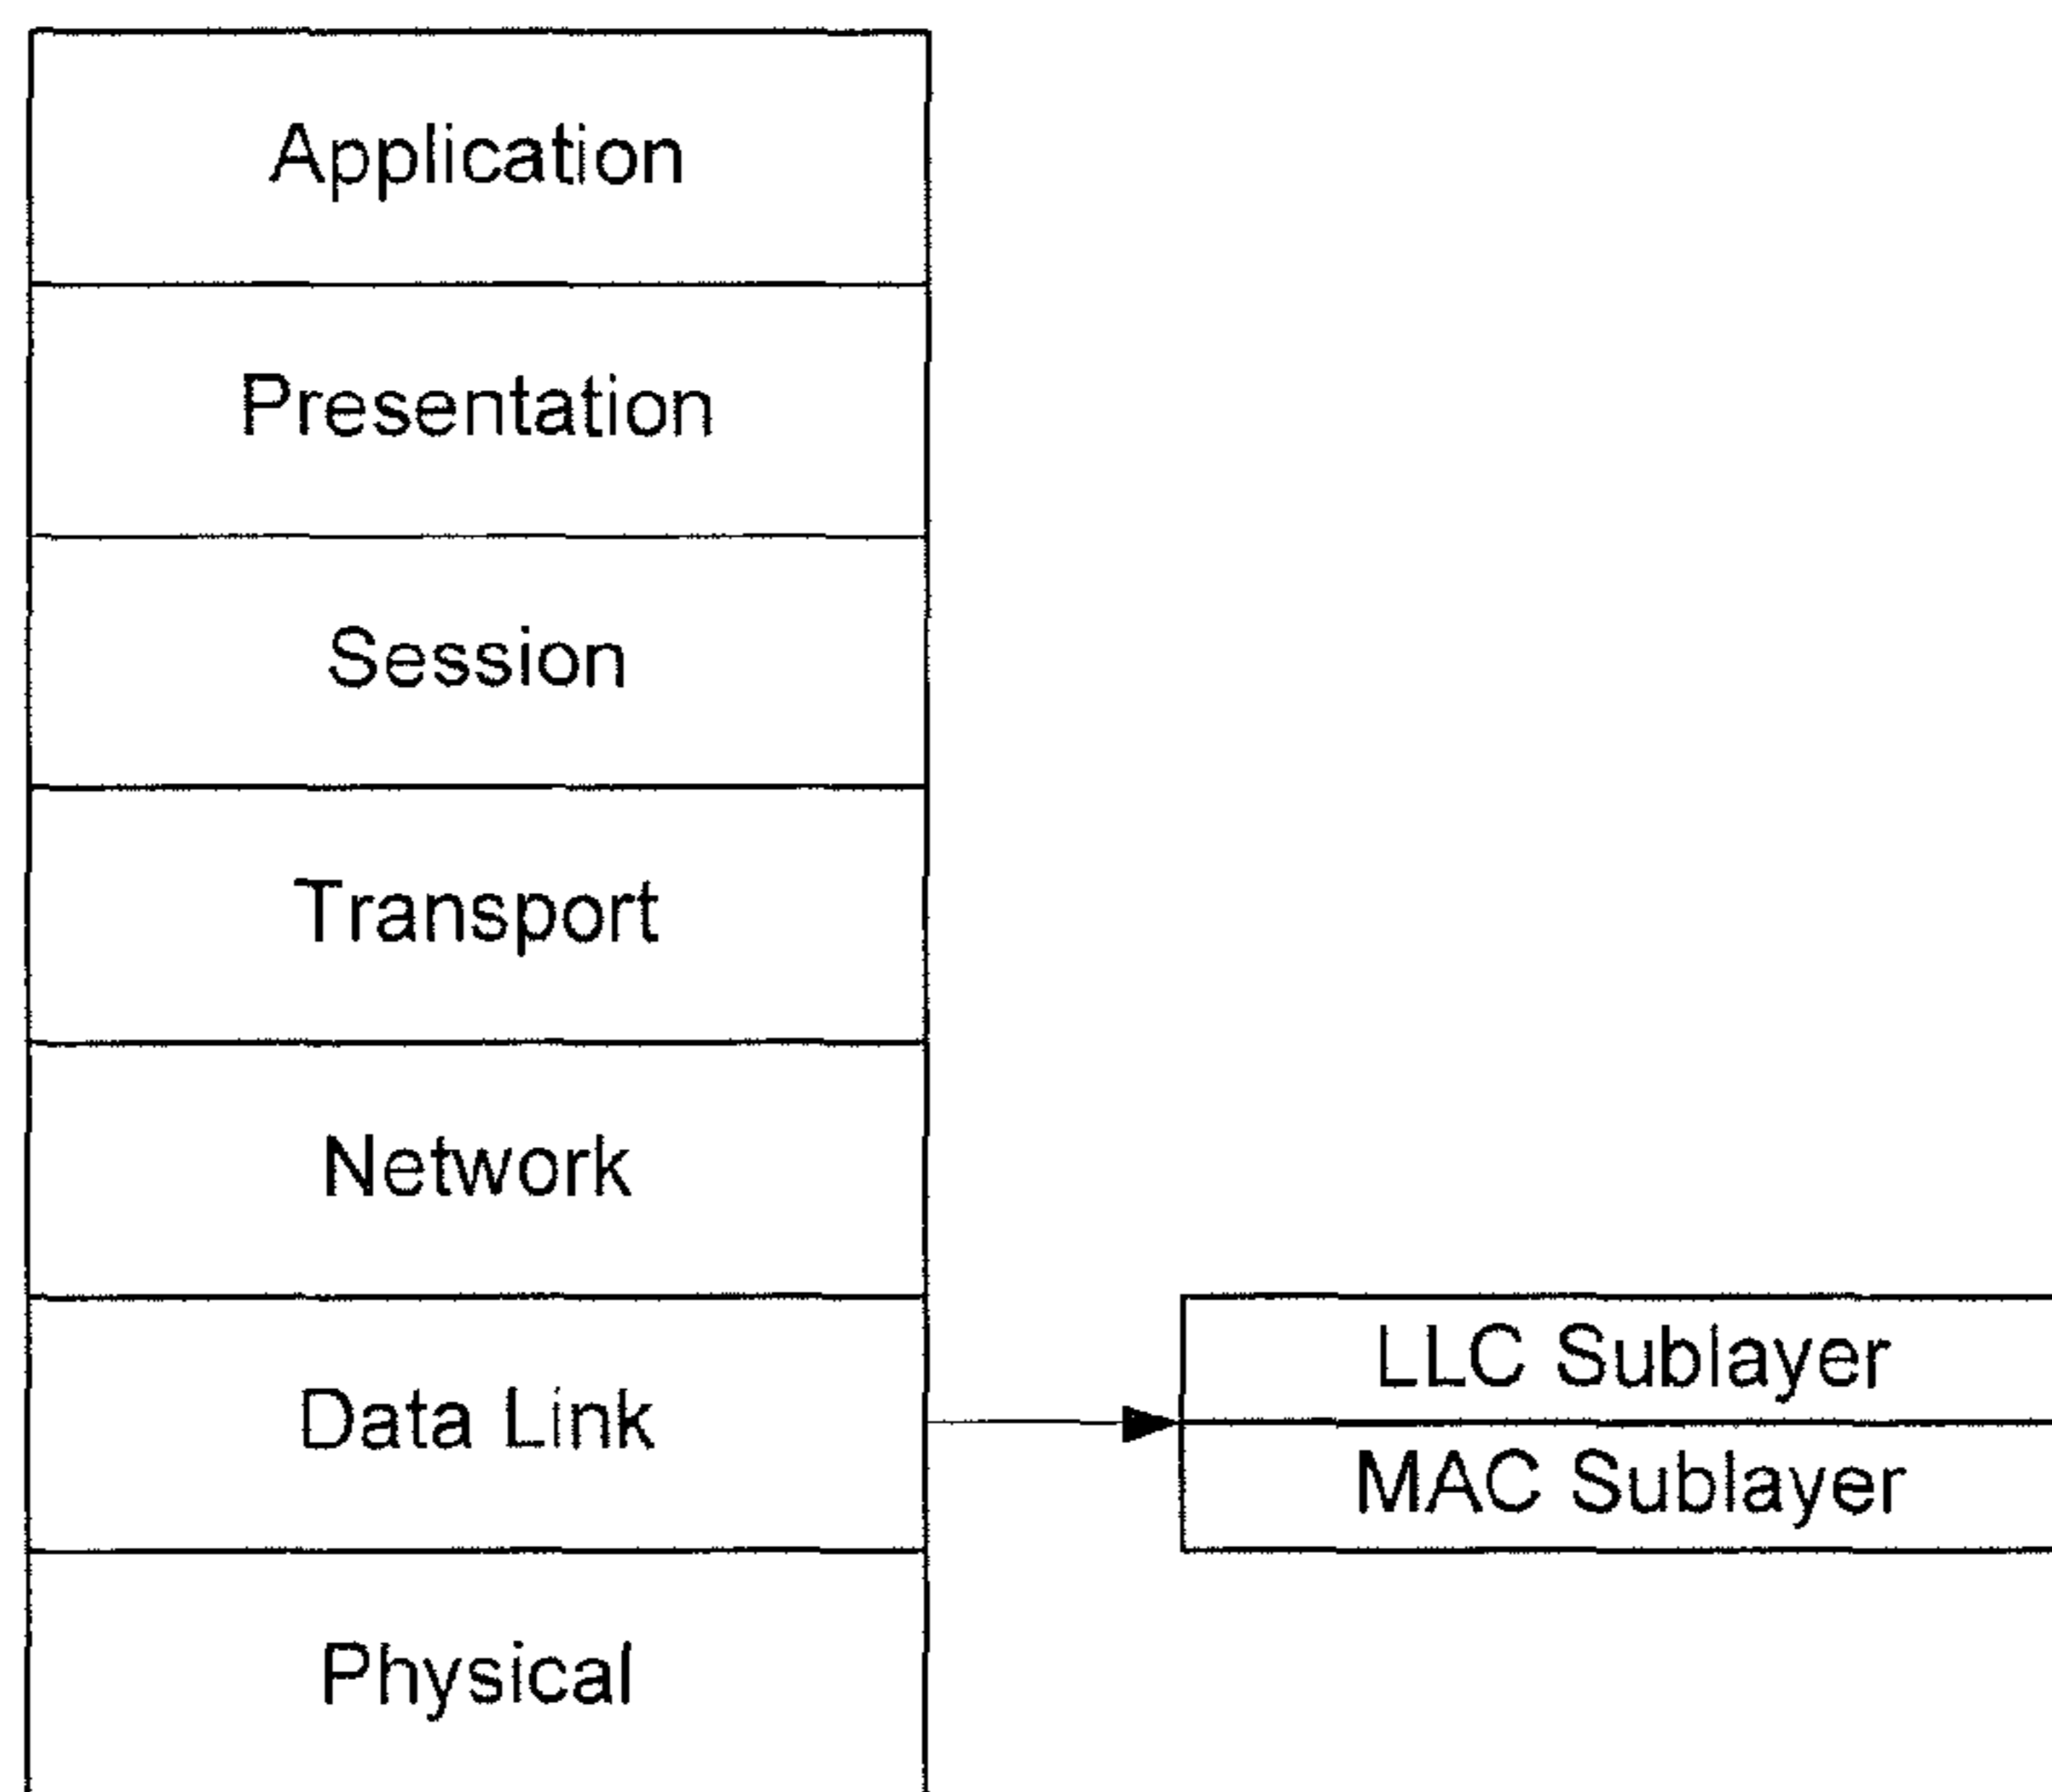 Application
Presentation
Session
Transport
Network
Data Link
LLC Sublayer
MAC Sublayer
Physical